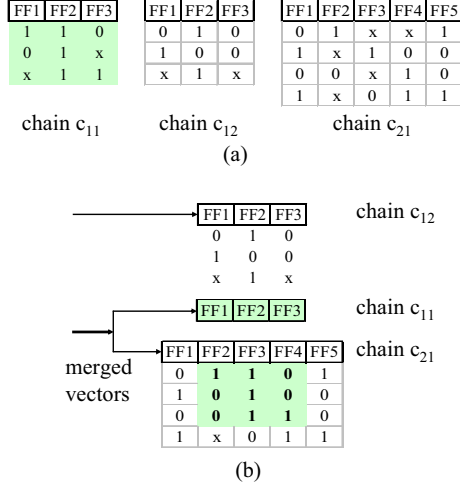 FF1 FF2 FF3 FF1 FF2 FF3 FF1 FF2 FF3 FF4 FF5
1 1 0 0 1 0 0 1 x x 1
0 1 x 1 0 0 1 x 1 0 0
x 1 1 x 1 x 0 0 x 1 0
1 x 0 1 1
chain c11 chain c12 chain c21
(a)
FF1 FF2 FF3 chain c12
0 1 0
1 0 0
x 1 x
FF1 FF2 FF3 chain c11
FF1 FF2 FF3 FF4 FF5 chain c21
merged
vectors
0 1 1 0 1
1 0 1 0 0
0 0 1 1 0
1 x 0 1 1
(b)